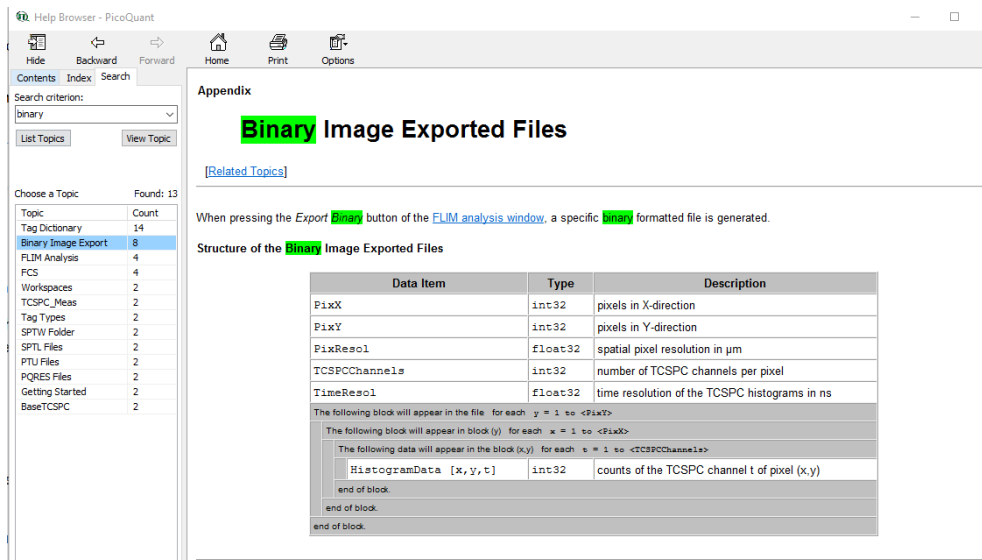 Help Browser - PicoQuant
Hide Backward Forward Home Print Options
Contents Index Search
Search criterion:
binary
List Topics View Topic
Choose a Topic Found: 13
Topic Count
Tag Dictionary 14
Binary Image Export 8
FLIM Analysis 4
FCS 4
Workspaces 2
TCSPC_Meas 2
Tag Types 2
SPTW Folder 2
SPTL Files 2
PTU Files 2
PQRES Files 2
Getting Started 2
BaseTCSPC 2
Appendix
Binary Image Exported Files
[Related Topics]
When pressing the Export Binary button of the FLIM analysis window, a specific binary formatted file is generated.
Structure of the Binary Image Exported Files
Data Item Type Description
PixX int32 pixels in X-direction
PixY int32 pixels in Y-direction
PixResol float32 spatial pixel resolution in µm
TCSPCChannels int32 number of TCSPC channels per pixel
TimeResol float32 time resolution of the TCSPC histograms in ns
The following block will appear in the file for each y = 1 to <PixY>
The following block will appear in block (y) for each x = 1 to <PixX>
The following data will appear in the block (x,y) for each t = 1 to <TCSPCChannels>
HistogramData [x,y,t] int32 counts of the TCSPC channel t of pixel (x,y)
end of block.
end of block.
end of block.